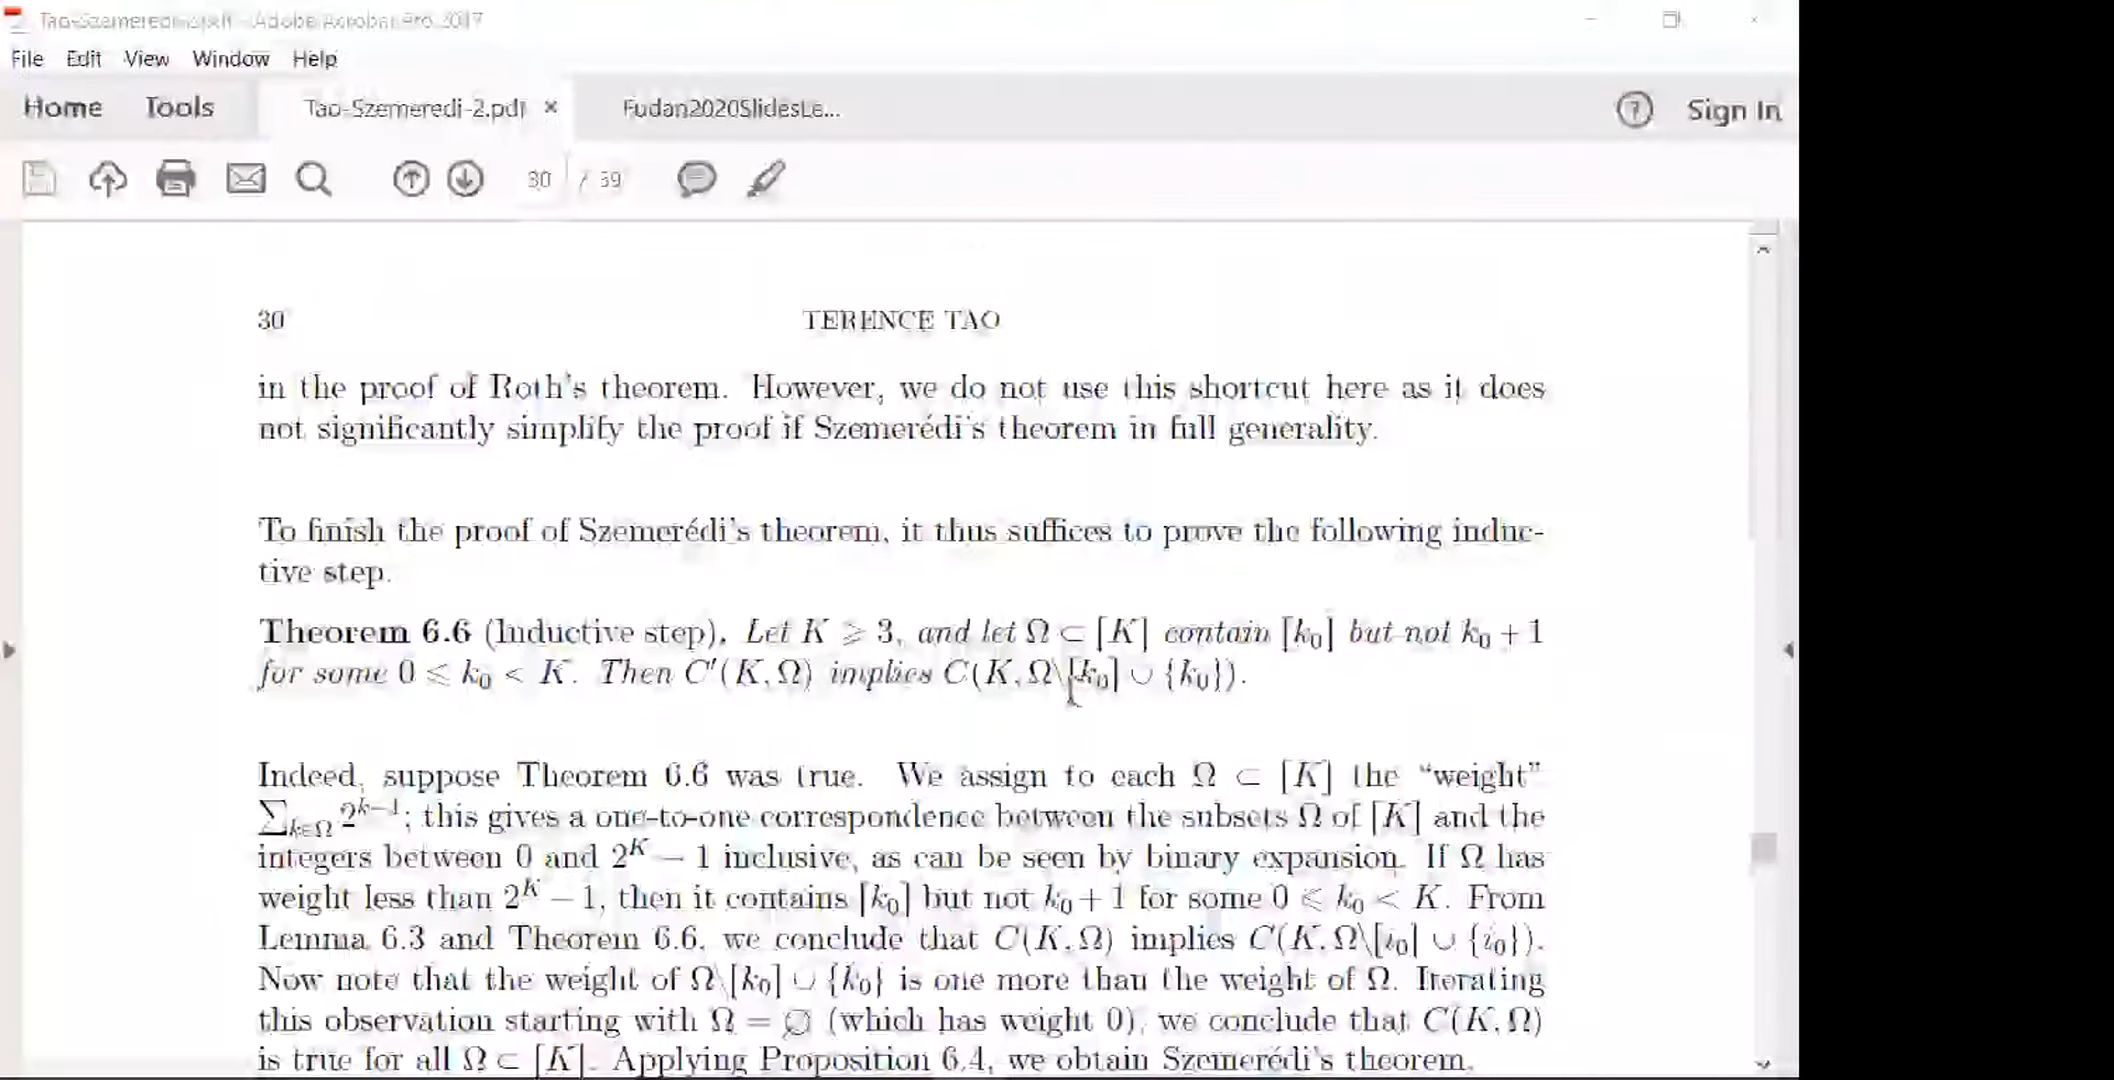 Tao-Szemeredi-2.pdf - Adobe Acrobat Pro 2017
File Edit View Window Help
Home Tools Tao-Szemeredi-2.pdf × Fudan2020SlidesLe... ? Sign In
30 / 59
30 TERENCE TAO
in the proof of Roth's theorem. However, we do not use this shortcut here as it does
not significantly simplify the proof if Szemerédi's theorem in full generality.
To finish the proof of Szemerédi's theorem, it thus suffices to prove the following induc-
tive step.
Theorem 6.6 (Inductive step). Let K ⩾ 3, and let Ω ⊂ [K] contain [k₀] but not k₀ + 1
for some 0 ⩽ k₀ < K. Then C′(K, Ω) implies C(K, Ω\[k₀] ∪ {k₀}).
Indeed, suppose Theorem 6.6 was true. We assign to each Ω ⊂ [K] the “weight”
∑ₖ∈Ω 2ᵏ⁻¹; this gives a one-to-one correspondence between the subsets Ω of [K] and the
integers between 0 and 2ᴷ − 1 inclusive, as can be seen by binary expansion. If Ω has
weight less than 2ᴷ − 1, then it contains [k₀] but not k₀ + 1 for some 0 ⩽ k₀ < K. From
Lemma 6.3 and Theorem 6.6, we conclude that C(K, Ω) implies C(K, Ω\[i₀] ∪ {i₀}).
Now note that the weight of Ω\[k₀] ∪ {k₀} is one more than the weight of Ω. Iterating
this observation starting with Ω = ∅ (which has weight 0), we conclude that C(K, Ω)
is true for all Ω ⊂ [K]. Applying Proposition 6.4, we obtain Szemerédi's theorem.